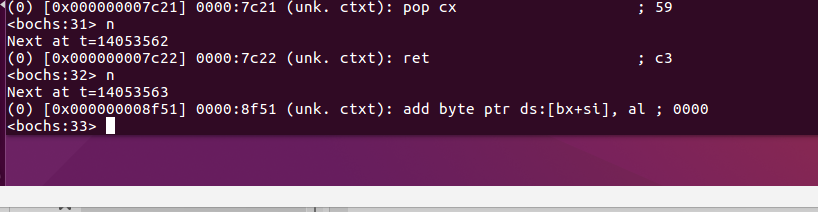 (0) [0x000000007c21] 0000:7c21 (unk. ctxt): pop cx                    ; 59
<bochs:31> n
Next at t=14053562
(0) [0x000000007c22] 0000:7c22 (unk. ctxt): ret                       ; c3
<bochs:32> n
Next at t=14053563
(0) [0x000000008f51] 0000:8f51 (unk. ctxt): add byte ptr ds:[bx+si], al ; 0000
<bochs:33>